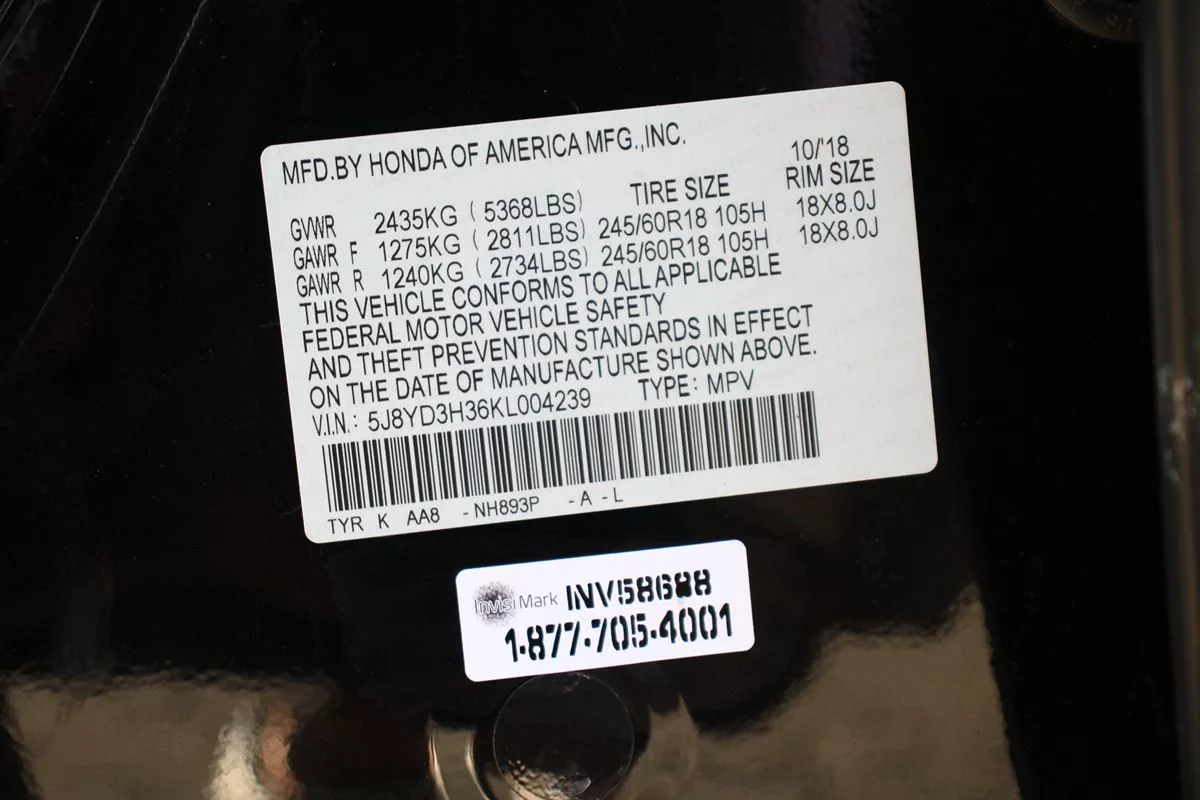 MFD.BY HONDA OF AMERICA MFG.,INC. 10/'18
TIRE SIZE RIM SIZE
GVWR 2435KG ( 5368LBS)
GAWR F 1275KG ( 2811LBS) 245/60R18 105H 18X8.0J
GAWR R 1240KG ( 2734LBS) 245/60R18 105H 18X8.0J
THIS VEHICLE CONFORMS TO ALL APPLICABLE
FEDERAL MOTOR VEHICLE SAFETY
AND THEFT PREVENTION STANDARDS IN EFFECT
ON THE DATE OF MANUFACTURE SHOWN ABOVE.
V.I.N.: 5J8YD3H36KL004239 TYPE: MPV
TYR K AA8 -NH893P -A -L
InvisiMark INV58688
1-877-705-4001